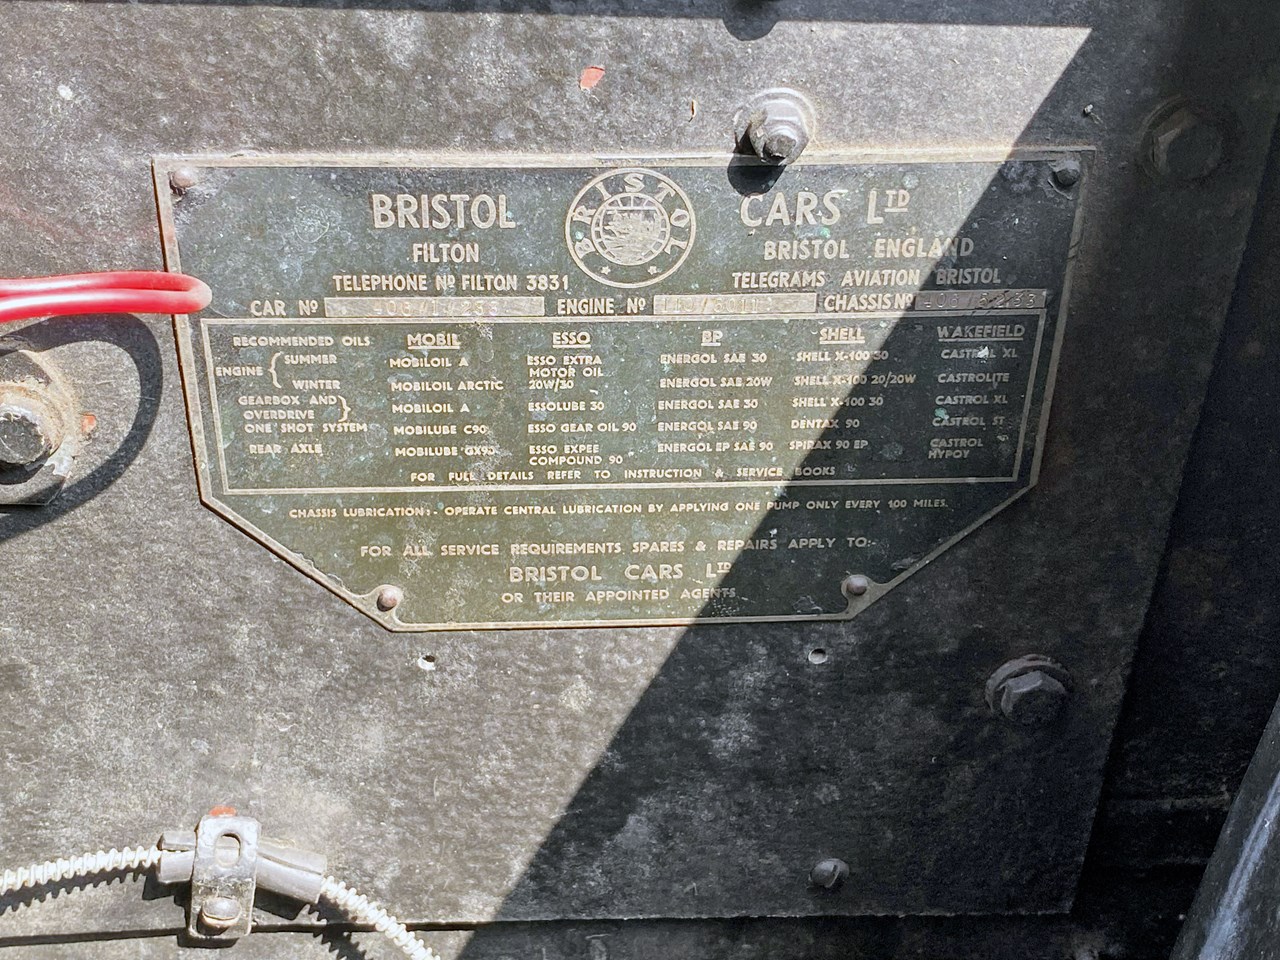 BRISTOL BRISTOL CARS LTD
FILTON BRISTOL ENGLAND
TELEPHONE No FILTON 3831 TELEGRAMS AVIATION BRISTOL
CAR No ENGINE No CHASSIS No
RECOMMENDED OILS MOBIL ESSO BP SHELL WAKEFIELD
ENGINE { SUMMER MOBILOIL A ESSO EXTRA MOTOR OIL 20W/30 ENERGOL SAE 30 SHELL X-100 30 CASTROL XL
WINTER MOBILOIL ARCTIC ENERGOL SAE 20W SHELL X-100 20/20W CASTROLITE
GEARBOX AND OVERDRIVE } MOBILOIL A ESSOLUBE 30 ENERGOL SAE 30 SHELL X-100 30 CASTROL XL
ONE SHOT SYSTEM MOBILUBE C90 ESSO GEAR OIL 90 ENERGOL SAE 90 DENTAX 90 CASTROL ST
REAR AXLE MOBILUBE GX90 ESSO EXPEE COMPOUND 90 ENERGOL EP SAE 90 SPIRAX 90 EP CASTROL HYPOY
FOR FULL DETAILS REFER TO INSTRUCTION & SERVICE BOOKS
CHASSIS LUBRICATION:- OPERATE CENTRAL LUBRICATION BY APPLYING ONE PUMP ONLY EVERY 100 MILES.
FOR ALL SERVICE REQUIREMENTS SPARES & REPAIRS APPLY TO:-
BRISTOL CARS LTD
OR THEIR APPOINTED AGENTS